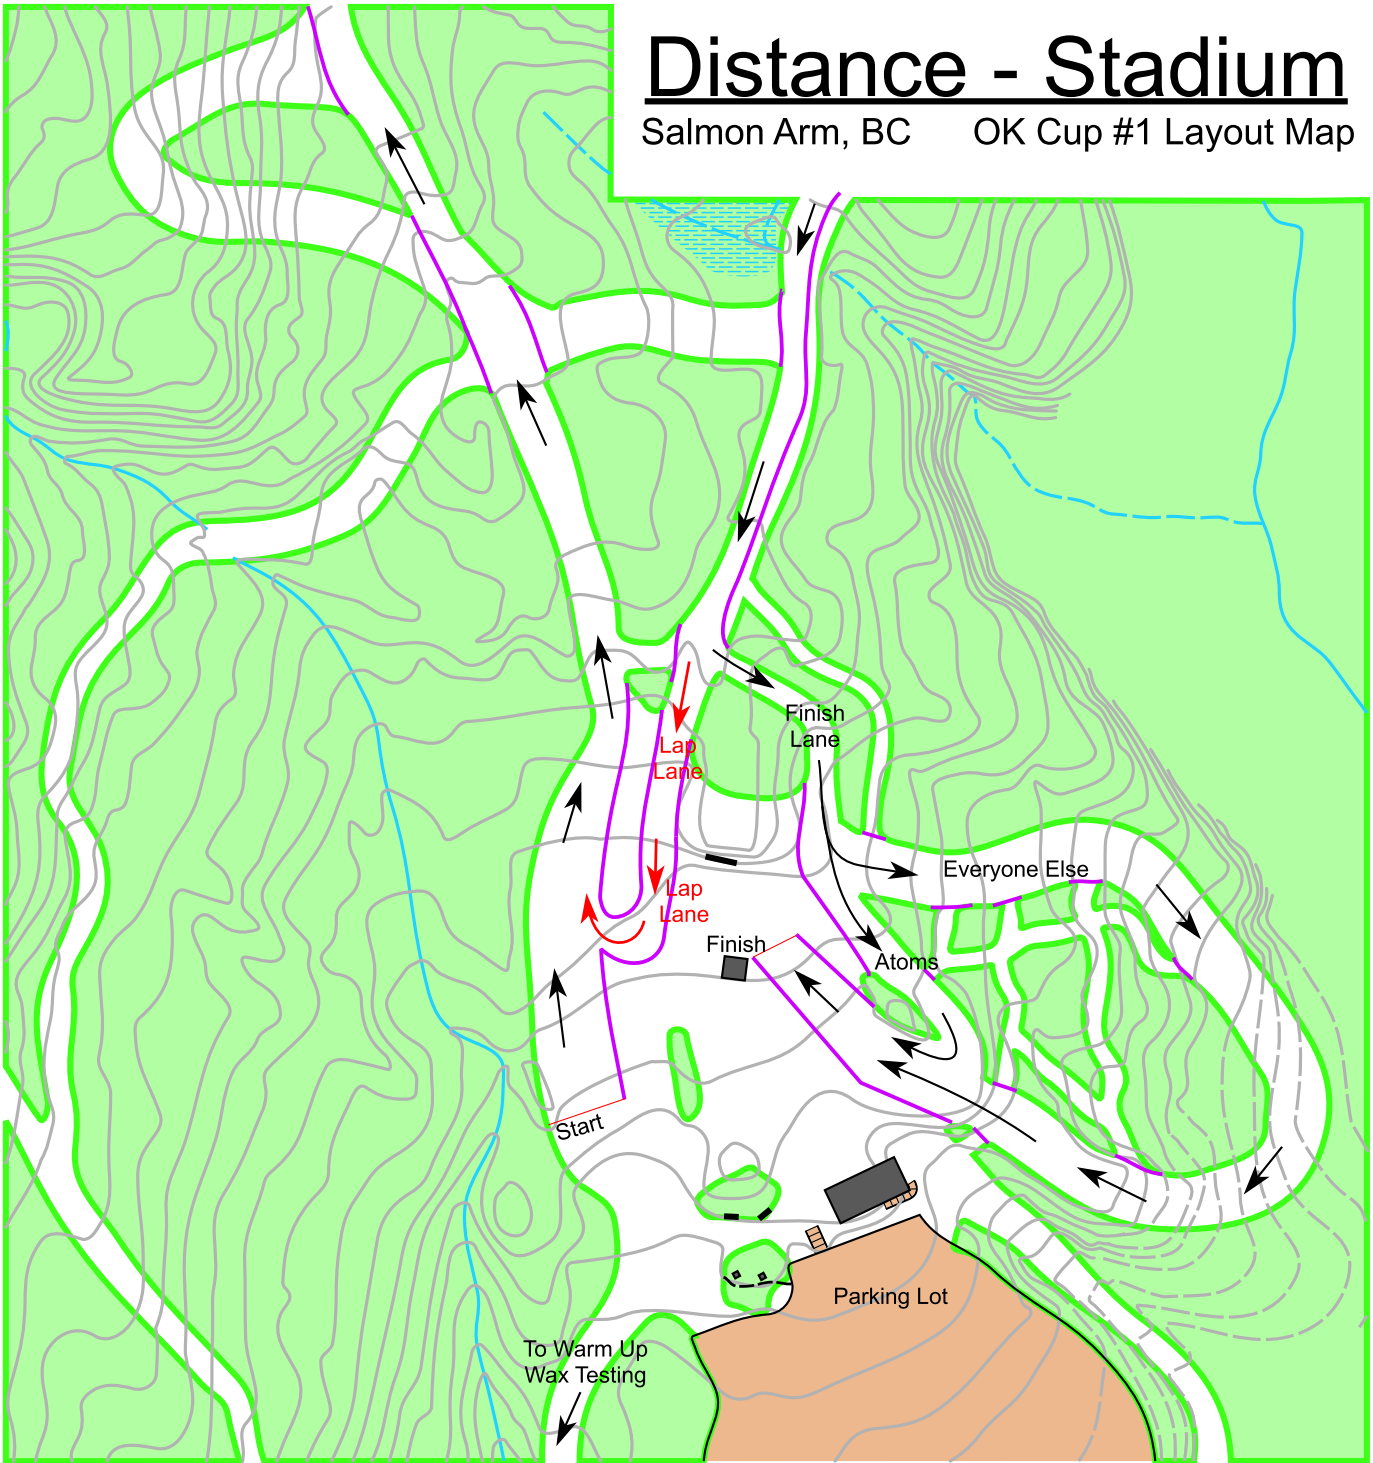 Distance - Stadium
Salmon Arm, BC
OK Cup #1 Layout Map
Finish
Lane
Lap
Lane
Everyone Else
Lap
Lane
Finish
Atoms
Start
Parking Lot
To Warm Up
Wax Testing